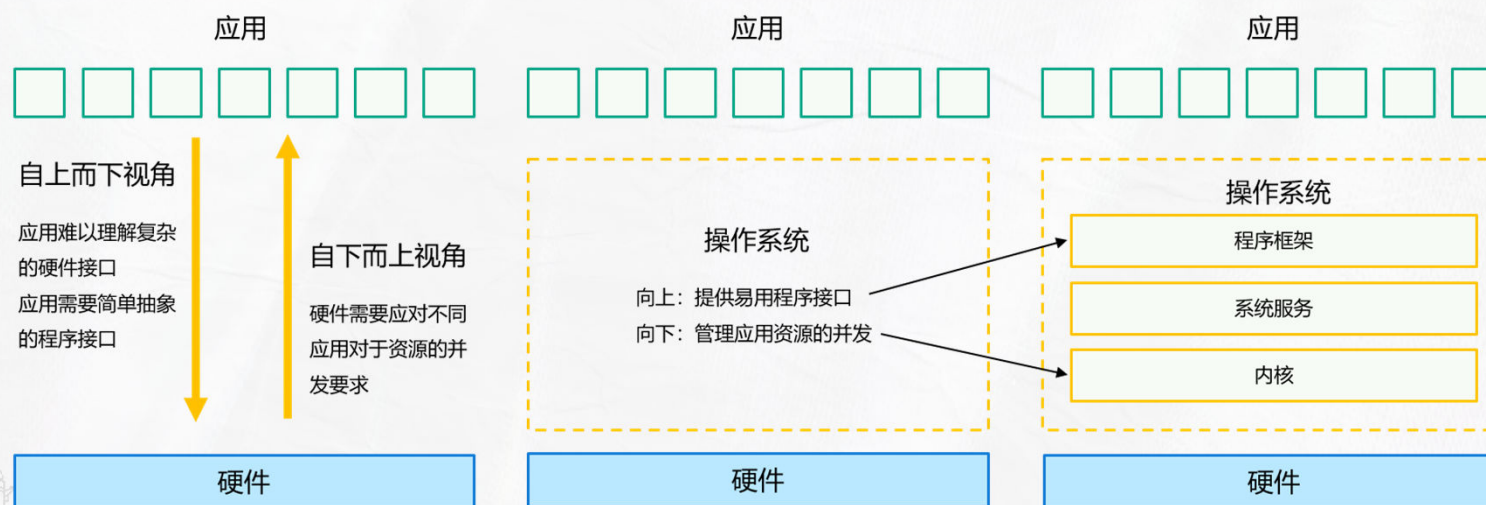 应用
自上而下视角
应用难以理解复杂
的硬件接口
应用需要简单抽象
的程序接口
自下而上视角
硬件需要应对不同
应用对于资源的并
发要求
硬件
应用
操作系统
向上：提供易用程序接口
向下：管理应用资源的并发
硬件
应用
操作系统
程序框架
系统服务
内核
硬件